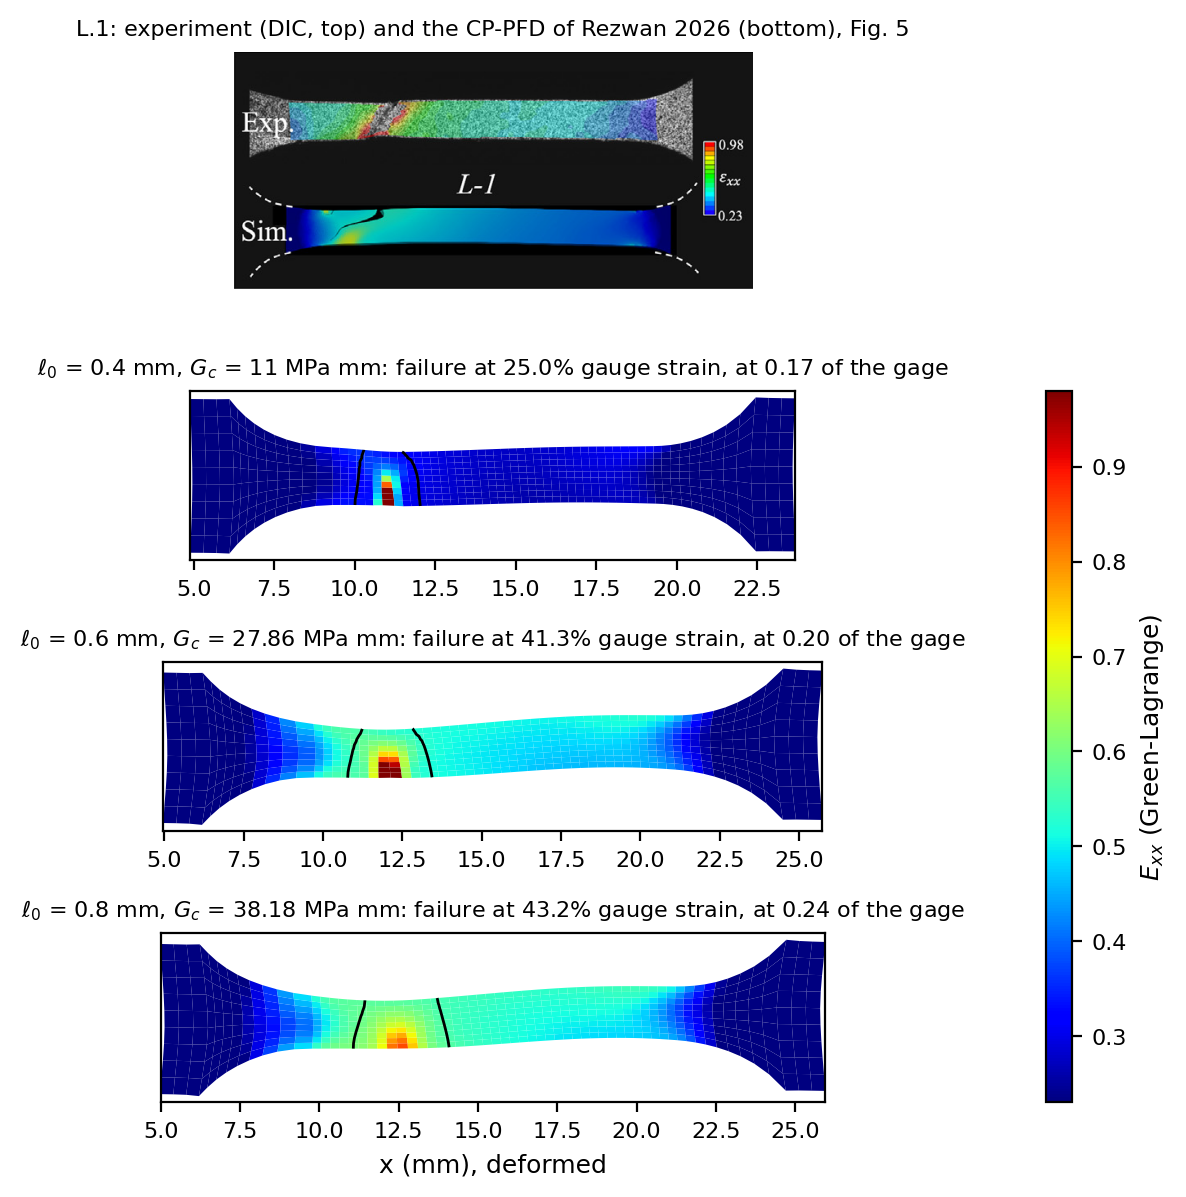 L.1: experiment (DIC, top) and the CP-PFD of Rezwan 2026 (bottom), Fig. 5
Exp.
0.98
εxx
0.23
L-1
Sim.
ℓ₀ = 0.4 mm, G_c = 11 MPa mm: failure at 25.0% gauge strain, at 0.17 of the gage
5.0 7.5 10.0 12.5 15.0 17.5 20.0 22.5
ℓ₀ = 0.6 mm, G_c = 27.86 MPa mm: failure at 41.3% gauge strain, at 0.20 of the gage
5.0 7.5 10.0 12.5 15.0 17.5 20.0 22.5 25.0
ℓ₀ = 0.8 mm, G_c = 38.18 MPa mm: failure at 43.2% gauge strain, at 0.24 of the gage
5.0 7.5 10.0 12.5 15.0 17.5 20.0 22.5 25.0
x (mm), deformed
0.9
0.8
0.7
0.6
0.5
0.4
0.3
E_xx (Green-Lagrange)